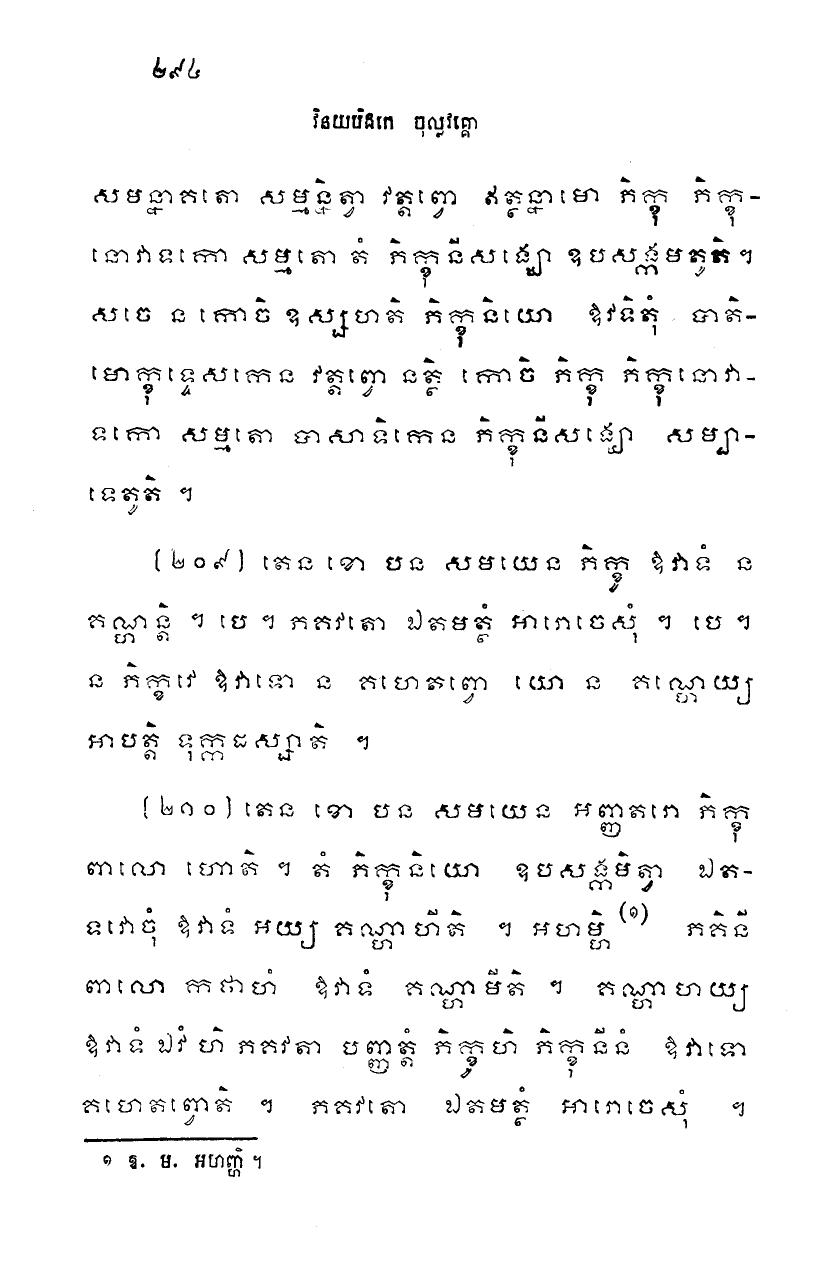 ២៩៤
វិនយបិដកេ ចុល្លវគ្គោ
សមន្នាគតោ សម្មន្និត្វា វត្តព្វោ ឥត្ថន្នាមោ ភិក្ខុ ភិក្ខុ-
នោវាទកោ សម្មតោ តំ ភិក្ខុនីសង្ឃោ ឧបសង្កមតូតិ។
សចេ ន កោចិ ឧស្សហតិ ភិក្ខុនិយោ ឱវទិតុំ បាតិ-
មោក្ខុទ្ទេសកេន វត្តព្វោ នត្ថិ កោចិ ភិក្ខុ ភិក្ខុនោវា-
ទកោ សម្មតោ បាសាទិកេន ភិក្ខុនីសង្ឃោ សម្បា-
ទេតូតិ ។
(២០៩) តេន ខោ បន សមយេន ភិក្ខូ ឱវាទំ ន
គណ្ហន្តិ ។ បេ ។ ភគវតោ ឯតមត្ថំ អារោចេសុំ ។ បេ ។
ន ភិក្ខវេ ឱវាទោ ន គហេតព្វោ យោ ន គណ្ហេយ្យ
អាបត្តិ ទុក្កដស្សាតិ ។
(២១០) តេន ខោ បន សមយេន អញ្ញតរោ ភិក្ខុ
ពាលោ ហោតិ ។ តំ ភិក្ខុនិយោ ឧបសង្កមិត្វា ឯត-
ទវោចុំ ឱវាទំ អយ្យ គណ្ហាហីតិ ។ អហម្ហិ (១) ភគិនី
ពាលោ កថាហំ ឱវាទំ គណ្ហាមីតិ ។ គណ្ហាហយ្យ
ឱវាទំ ឯវំ ហិ ភគវតា បញ្ញត្តំ ភិក្ខូហិ ភិក្ខុនីនំ ឱវាទោ
គហេតព្វោតិ ។ ភគវតោ ឯតមត្ថំ អារោចេសុំ ។
១ ឱ. ម. អហញ្ហិ ។